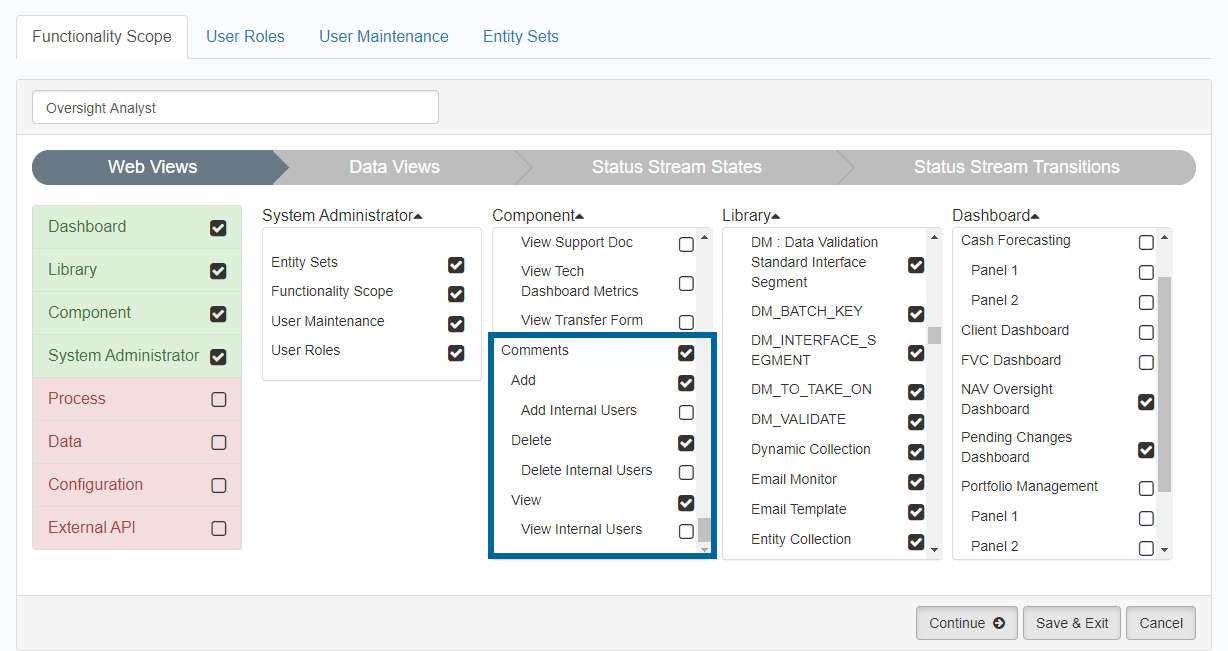 Functionality Scope
User Roles
User Maintenance
Entity Sets
Oversight Analyst
Web Views
Data Views
Status Stream States
Status Stream Transitions
Dashboard
Library
Component
System Administrator
Process
Data
Configuration
External API
System Administrator
Entity Sets
Functionality Scope
User Maintenance
User Roles
Component
View Support Doc
View Tech
Dashboard Metrics
View Transfer Form
Comments
Add
Add Internal Users
Delete
Delete Internal Users
View
View Internal Users
Library
DM : Data Validation
Standard Interface
Segment
DM_BATCH_KEY
DM_INTERFACE_S
EGMENT
DM_TO_TAKE_ON
DM_VALIDATE
Dynamic Collection
Email Monitor
Email Template
Entity Collection
Dashboard
Cash Forecasting
Panel 1
Panel 2
Client Dashboard
FVC Dashboard
NAV Oversight
Dashboard
Pending Changes
Dashboard
Portfolio Management
Panel 1
Panel 2
Continue
Save & Exit
Cancel